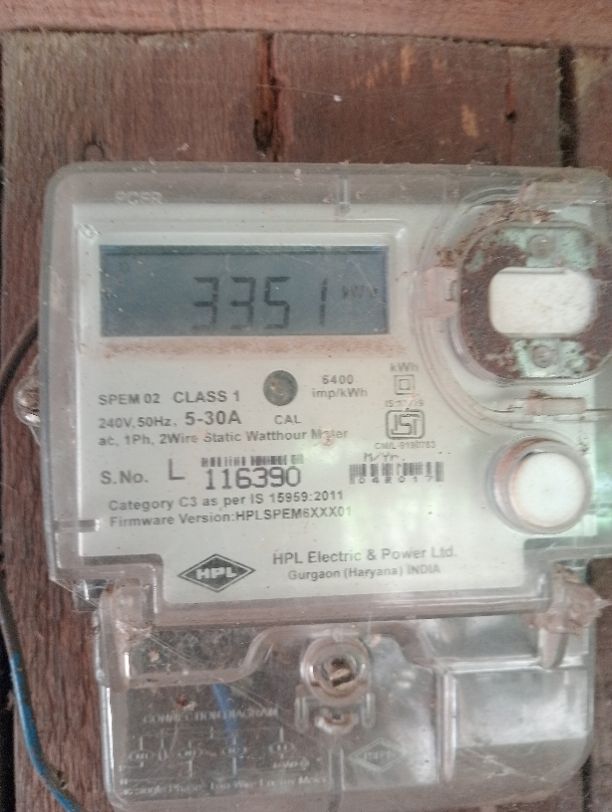 3351 kWh
SPEM 02 CLASS 1
240V, 50Hz, 5-30A
ac, 1Ph, 2Wire Static Watthour Meter
CAL
6400
imp/kWh
kWh
S.No. L 116390
M/Yr.
042017
Category C3 as per IS 15959:2011
Firmware Version:HPLSPEM6XXX01
HPL
HPL Electric & Power Ltd.
Gurgaon (Haryana) INDIA
CONNECTION DIAGRAM